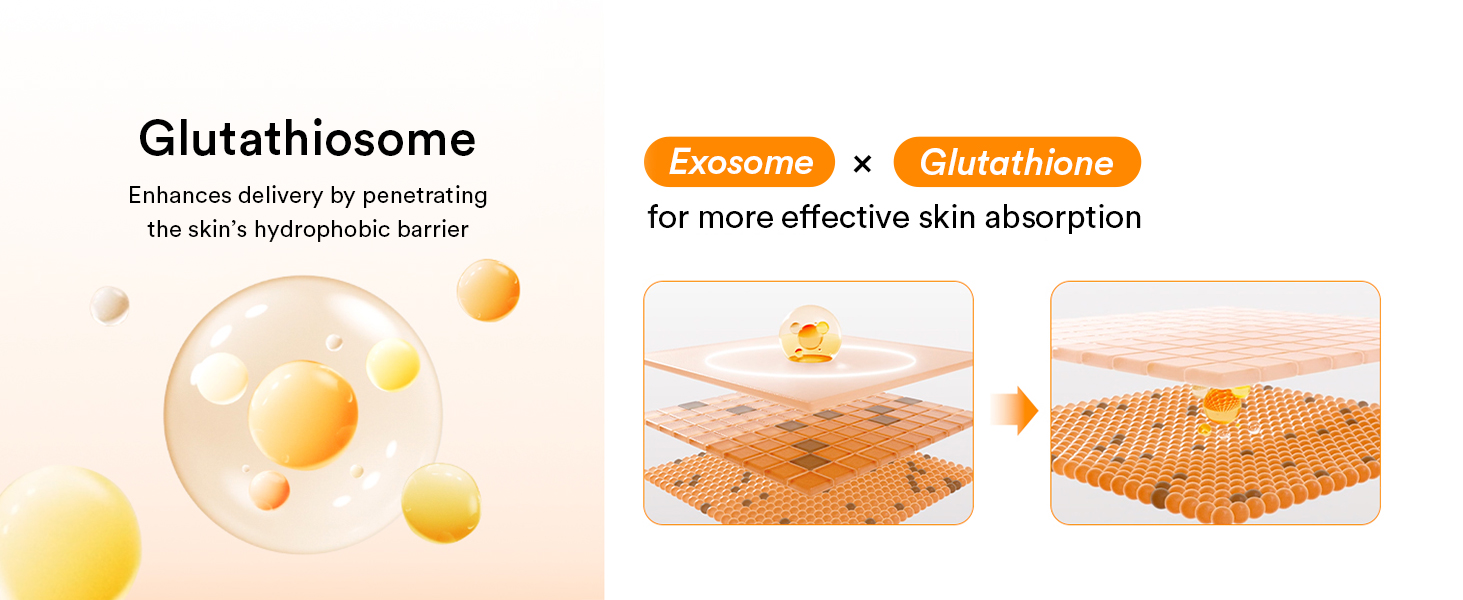 Glutathiosome
Enhances delivery by penetrating
the skin’s hydrophobic barrier
Exosome × Glutathione
for more effective skin absorption